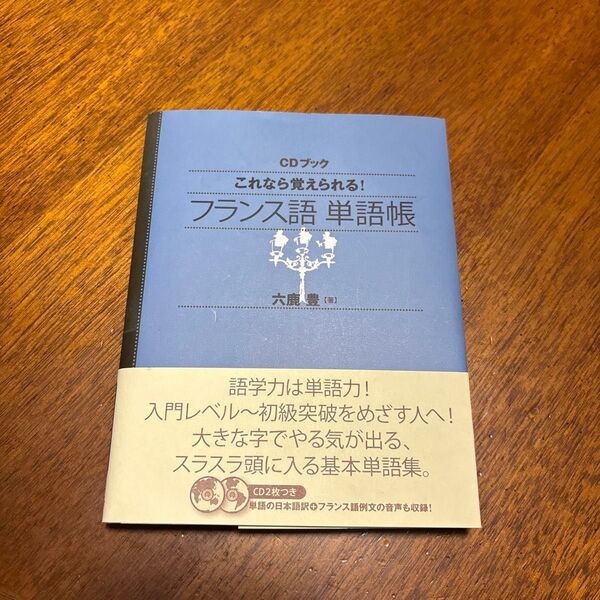 CDブック
これなら覚えられる!
フランス語 単語帳
六鹿 豊【著】
語学力は単語力!
入門レベル〜初級突破をめざす人へ!
大きな字でやる気が出る、
スラスラ頭に入る基本単語集。
CD2枚つき
単語の日本語訳+フランス語例文の音声も収録!